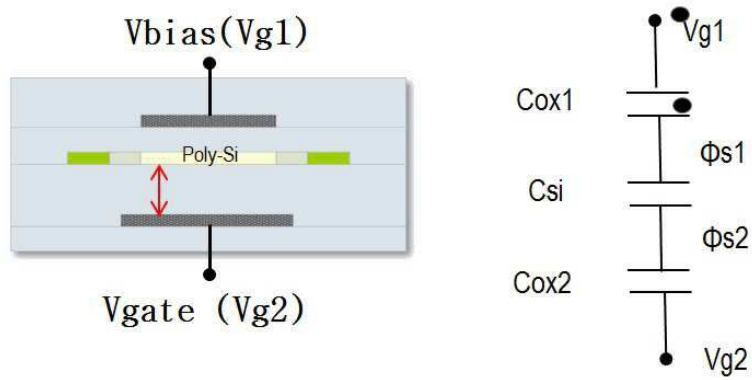 Vbias(Vg1)
Poly-Si
Vgate (Vg2)
Vg1
Cox1
Φs1
Csi
Φs2
Cox2
Vg2